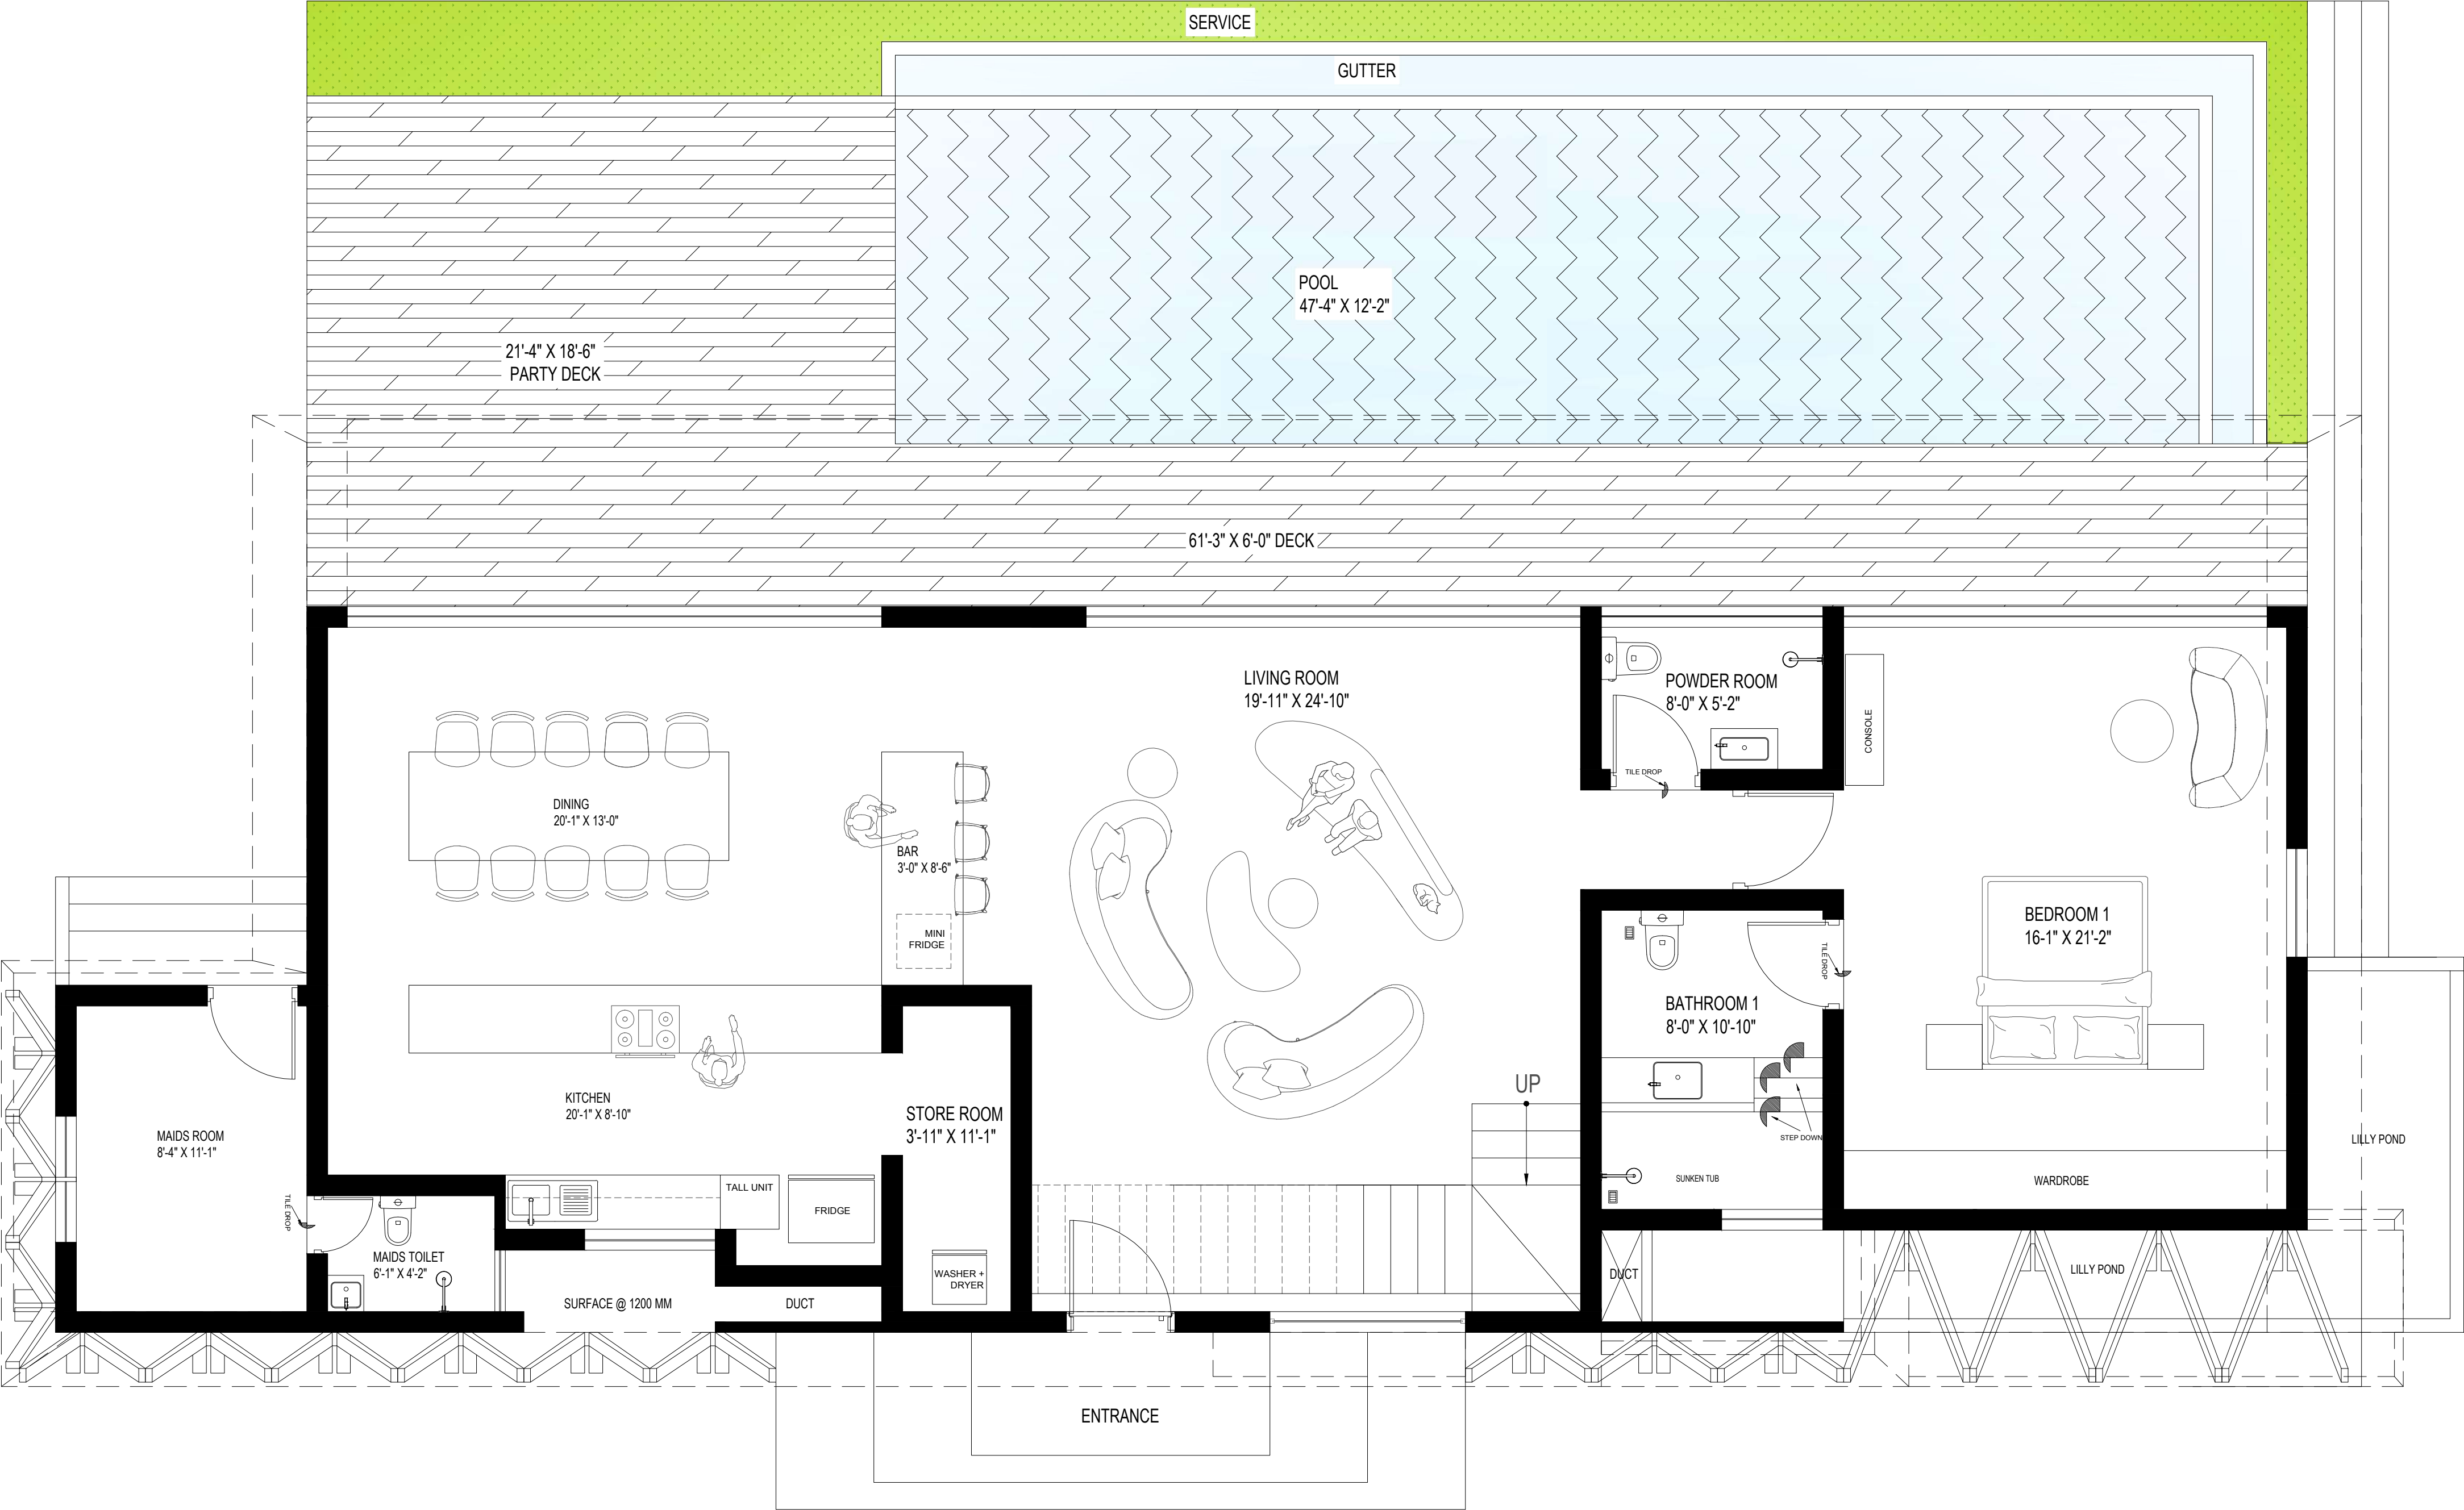 SERVICE
GUTTER
POOL
47'-4" X 12'-2"
21'-4" X 18'-6"
PARTY DECK
61'-3" X 6'-0" DECK
LIVING ROOM
19'-11" X 24'-10"
POWDER ROOM
8'-0" X 5'-2"
CONSOLE
TILE DROP
DINING
20'-1" X 13'-0"
BAR
3'-0" X 8'-6"
MINI
FRIDGE
BEDROOM 1
16-1" X 21'-2"
TILE DROP
BATHROOM 1
8'-0" X 10'-10"
UP
KITCHEN
20'-1" X 8'-10"
STORE ROOM
3'-11" X 11'-1"
MAIDS ROOM
8'-4" X 11'-1"
STEP DOWN
LILLY POND
SUNKEN TUB
WARDROBE
TALL UNIT
FRIDGE
TILE DROP
MAIDS TOILET
6'-1" X 4'-2"
WASHER +
DRYER
SURFACE @ 1200 MM
DUCT
DUCT
LILLY POND
ENTRANCE